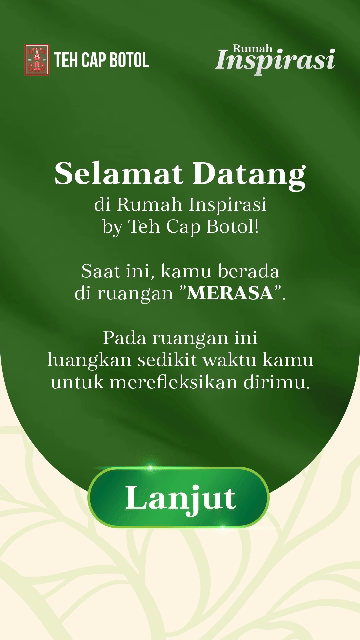 TEH CAP BOTOL
Rumah
Inspirasi
Selamat Datang
di Rumah Inspirasi
by Teh Cap Botol!
Saat ini, kamu berada
di ruangan "MERASA".
Pada ruangan ini
luangkan sedikit waktu kamu
untuk merefleksikan dirimu.
Lanjut